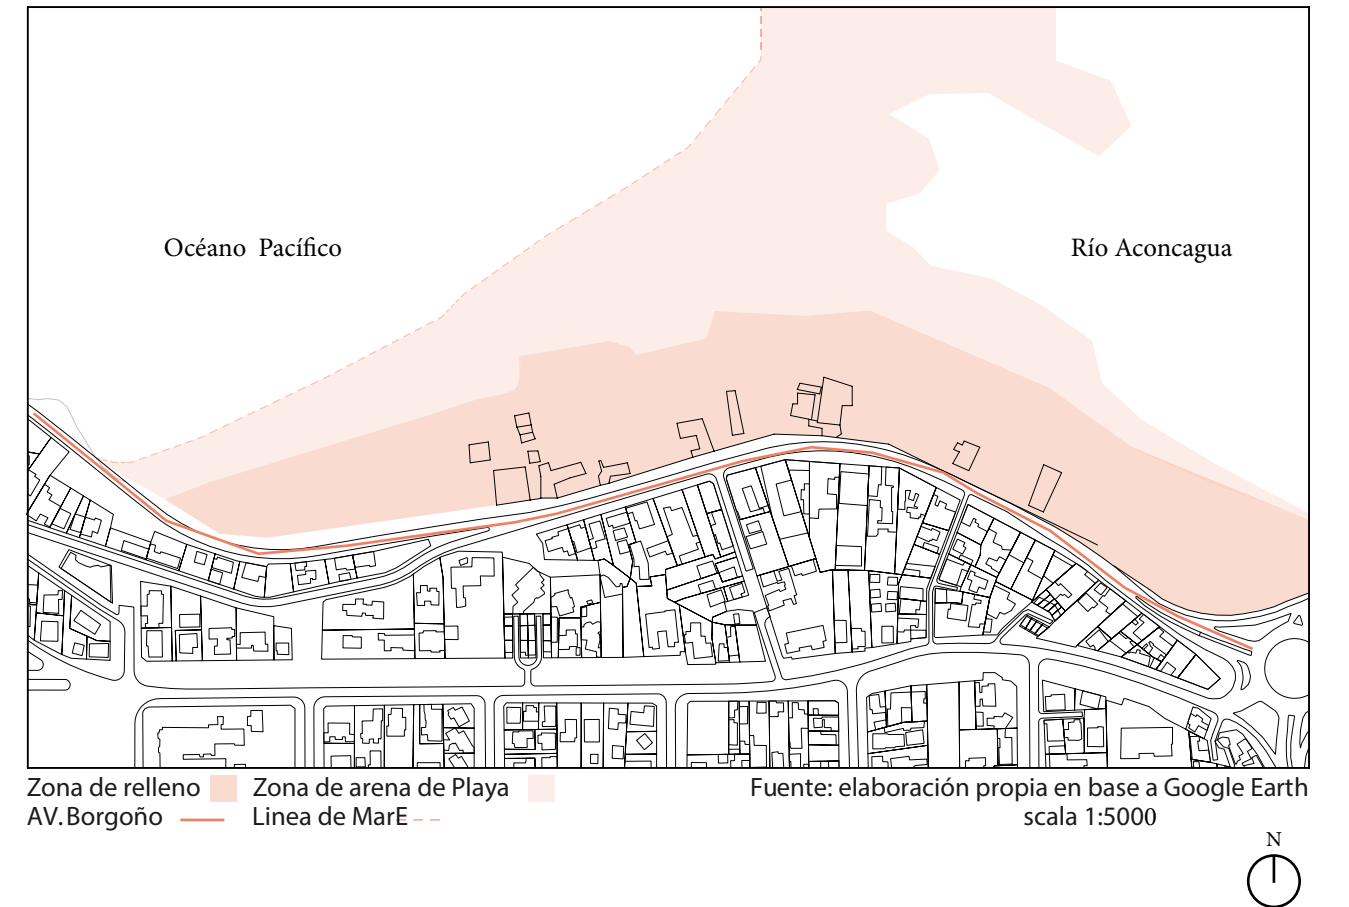 Océano Pacífico
Río Aconcagua
Zona de relleno Zona de arena de Playa
Fuente: elaboración propia en base a Google Earth
AV.Borgoño Linea de MarE
scala 1:5000
N